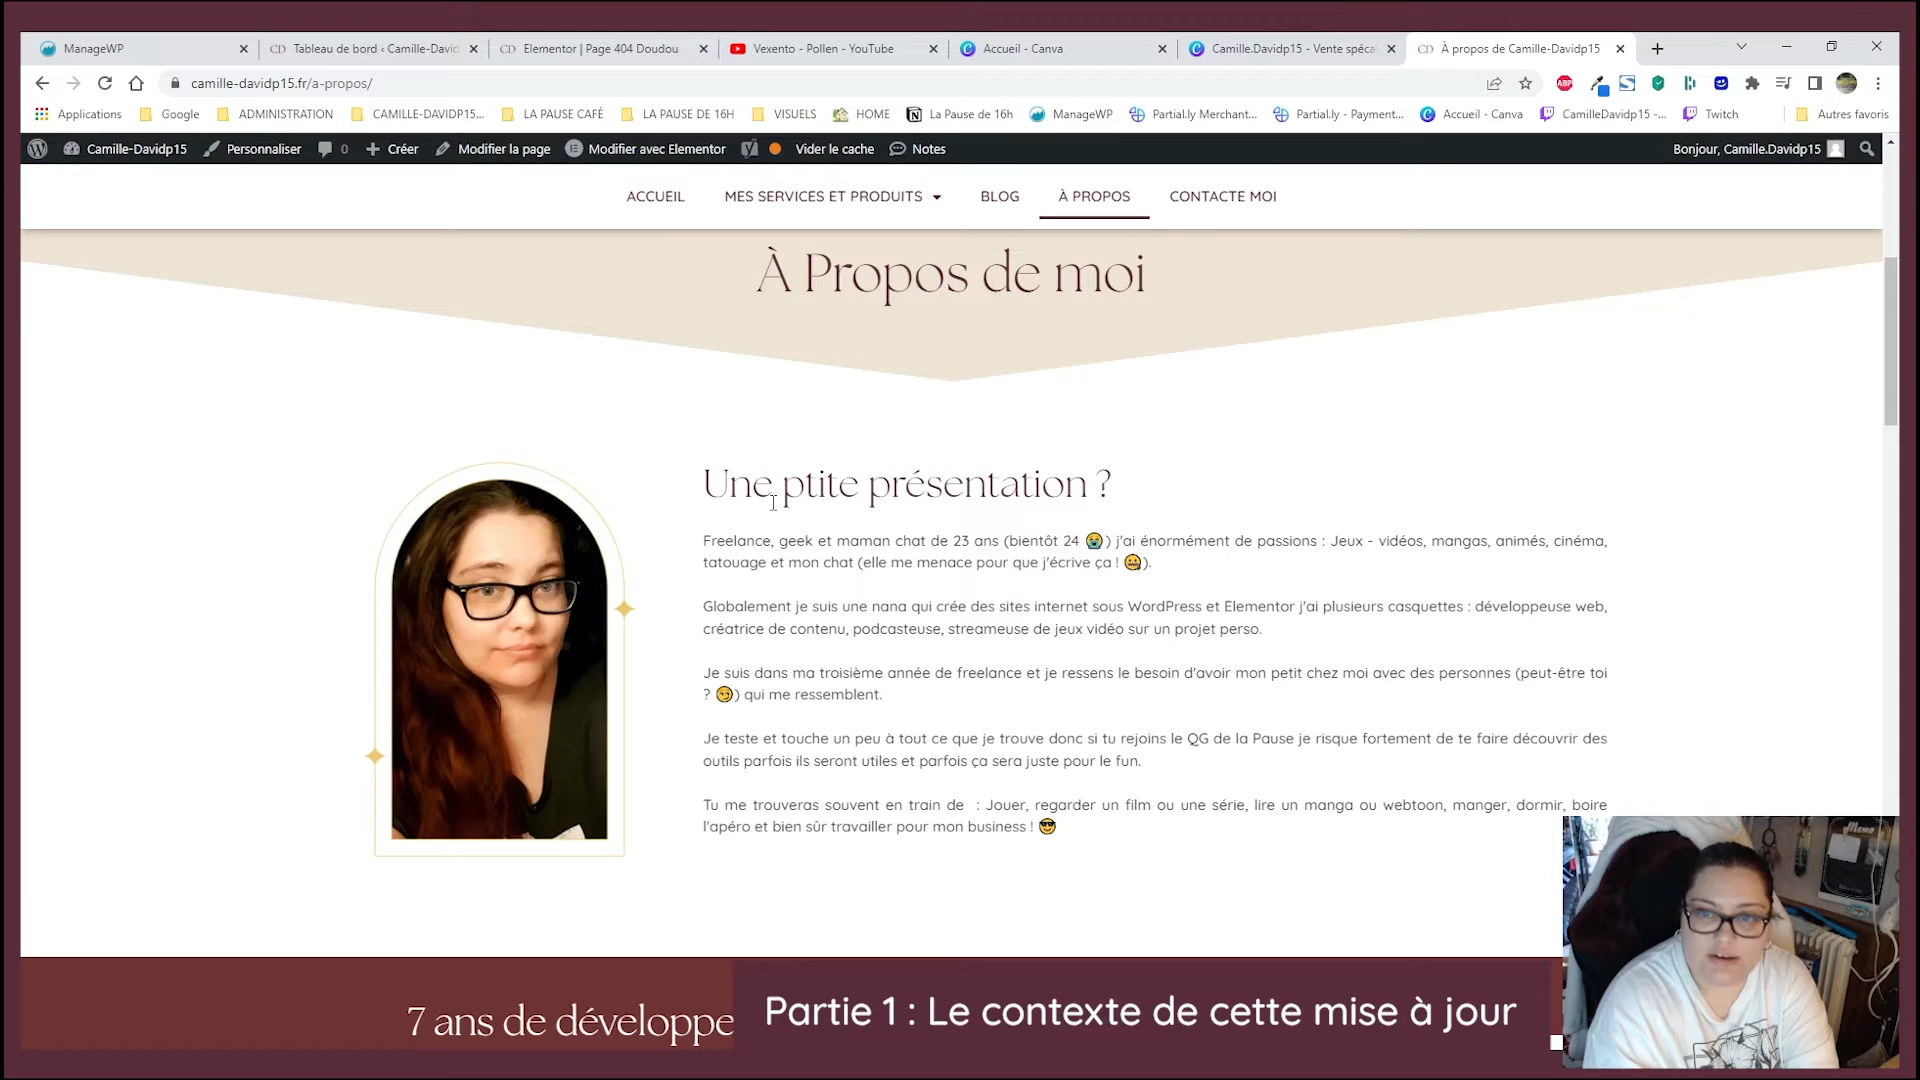 ManageWP
Tableau de bord ‹ Camille-David
Elementor | Page 404 Doudou
Vexento - Pollen - YouTube
Accueil - Canva
Camille.Davidp15 - Vente spéca
À propos de Camille-Davidp15
camille-davidp15.fr/a-propos/
Applications
Google
ADMINISTRATION
CAMILLE-DAVIDP15...
LA PAUSE CAFÉ
LA PAUSE DE 16H
VISUELS
HOME
La Pause de 16h
ManageWP
Partial.ly Merchant...
Partial.ly - Payment...
Accueil - Canva
CamilleDavidp15 -...
Twitch
Autres favoris
Camille-Davidp15
Personnaliser
0
Créer
Modifier la page
Modifier avec Elementor
Vider le cache
Notes
Bonjour, Camille.Davidp15
ACCUEIL
MES SERVICES ET PRODUITS
BLOG
À PROPOS
CONTACTE MOI
À Propos de moi
Une ptite présentation ?
Freelance, geek et maman chat de 23 ans (bientôt 24 😭) j'ai énormément de passions : Jeux - vidéos, mangas, animés, cinéma,
tatouage et mon chat (elle me menace pour que j'écrive ça ! 🤐).
Globalement je suis une nana qui crée des sites internet sous WordPress et Elementor j'ai plusieurs casquettes : développeuse web,
créatrice de contenu, podcasteuse, streameuse de jeux vidéo sur un projet perso.
Je suis dans ma troisième année de freelance et je ressens le besoin d'avoir mon petit chez moi avec des personnes (peut-être toi
? 😏) qui me ressemblent.
Je teste et touche un peu à tout ce que je trouve donc si tu rejoins le QG de la Pause je risque fortement de te faire découvrir des
outils parfois ils seront utiles et parfois ça sera juste pour le fun.
Tu me trouveras souvent en train de : Jouer, regarder un film ou une série, lire un manga ou webtoon, manger, dormir, boire
l'apéro et bien sûr travailler pour mon business ! 😎
7 ans de développe
Partie 1 : Le contexte de cette mise à jour
Memo